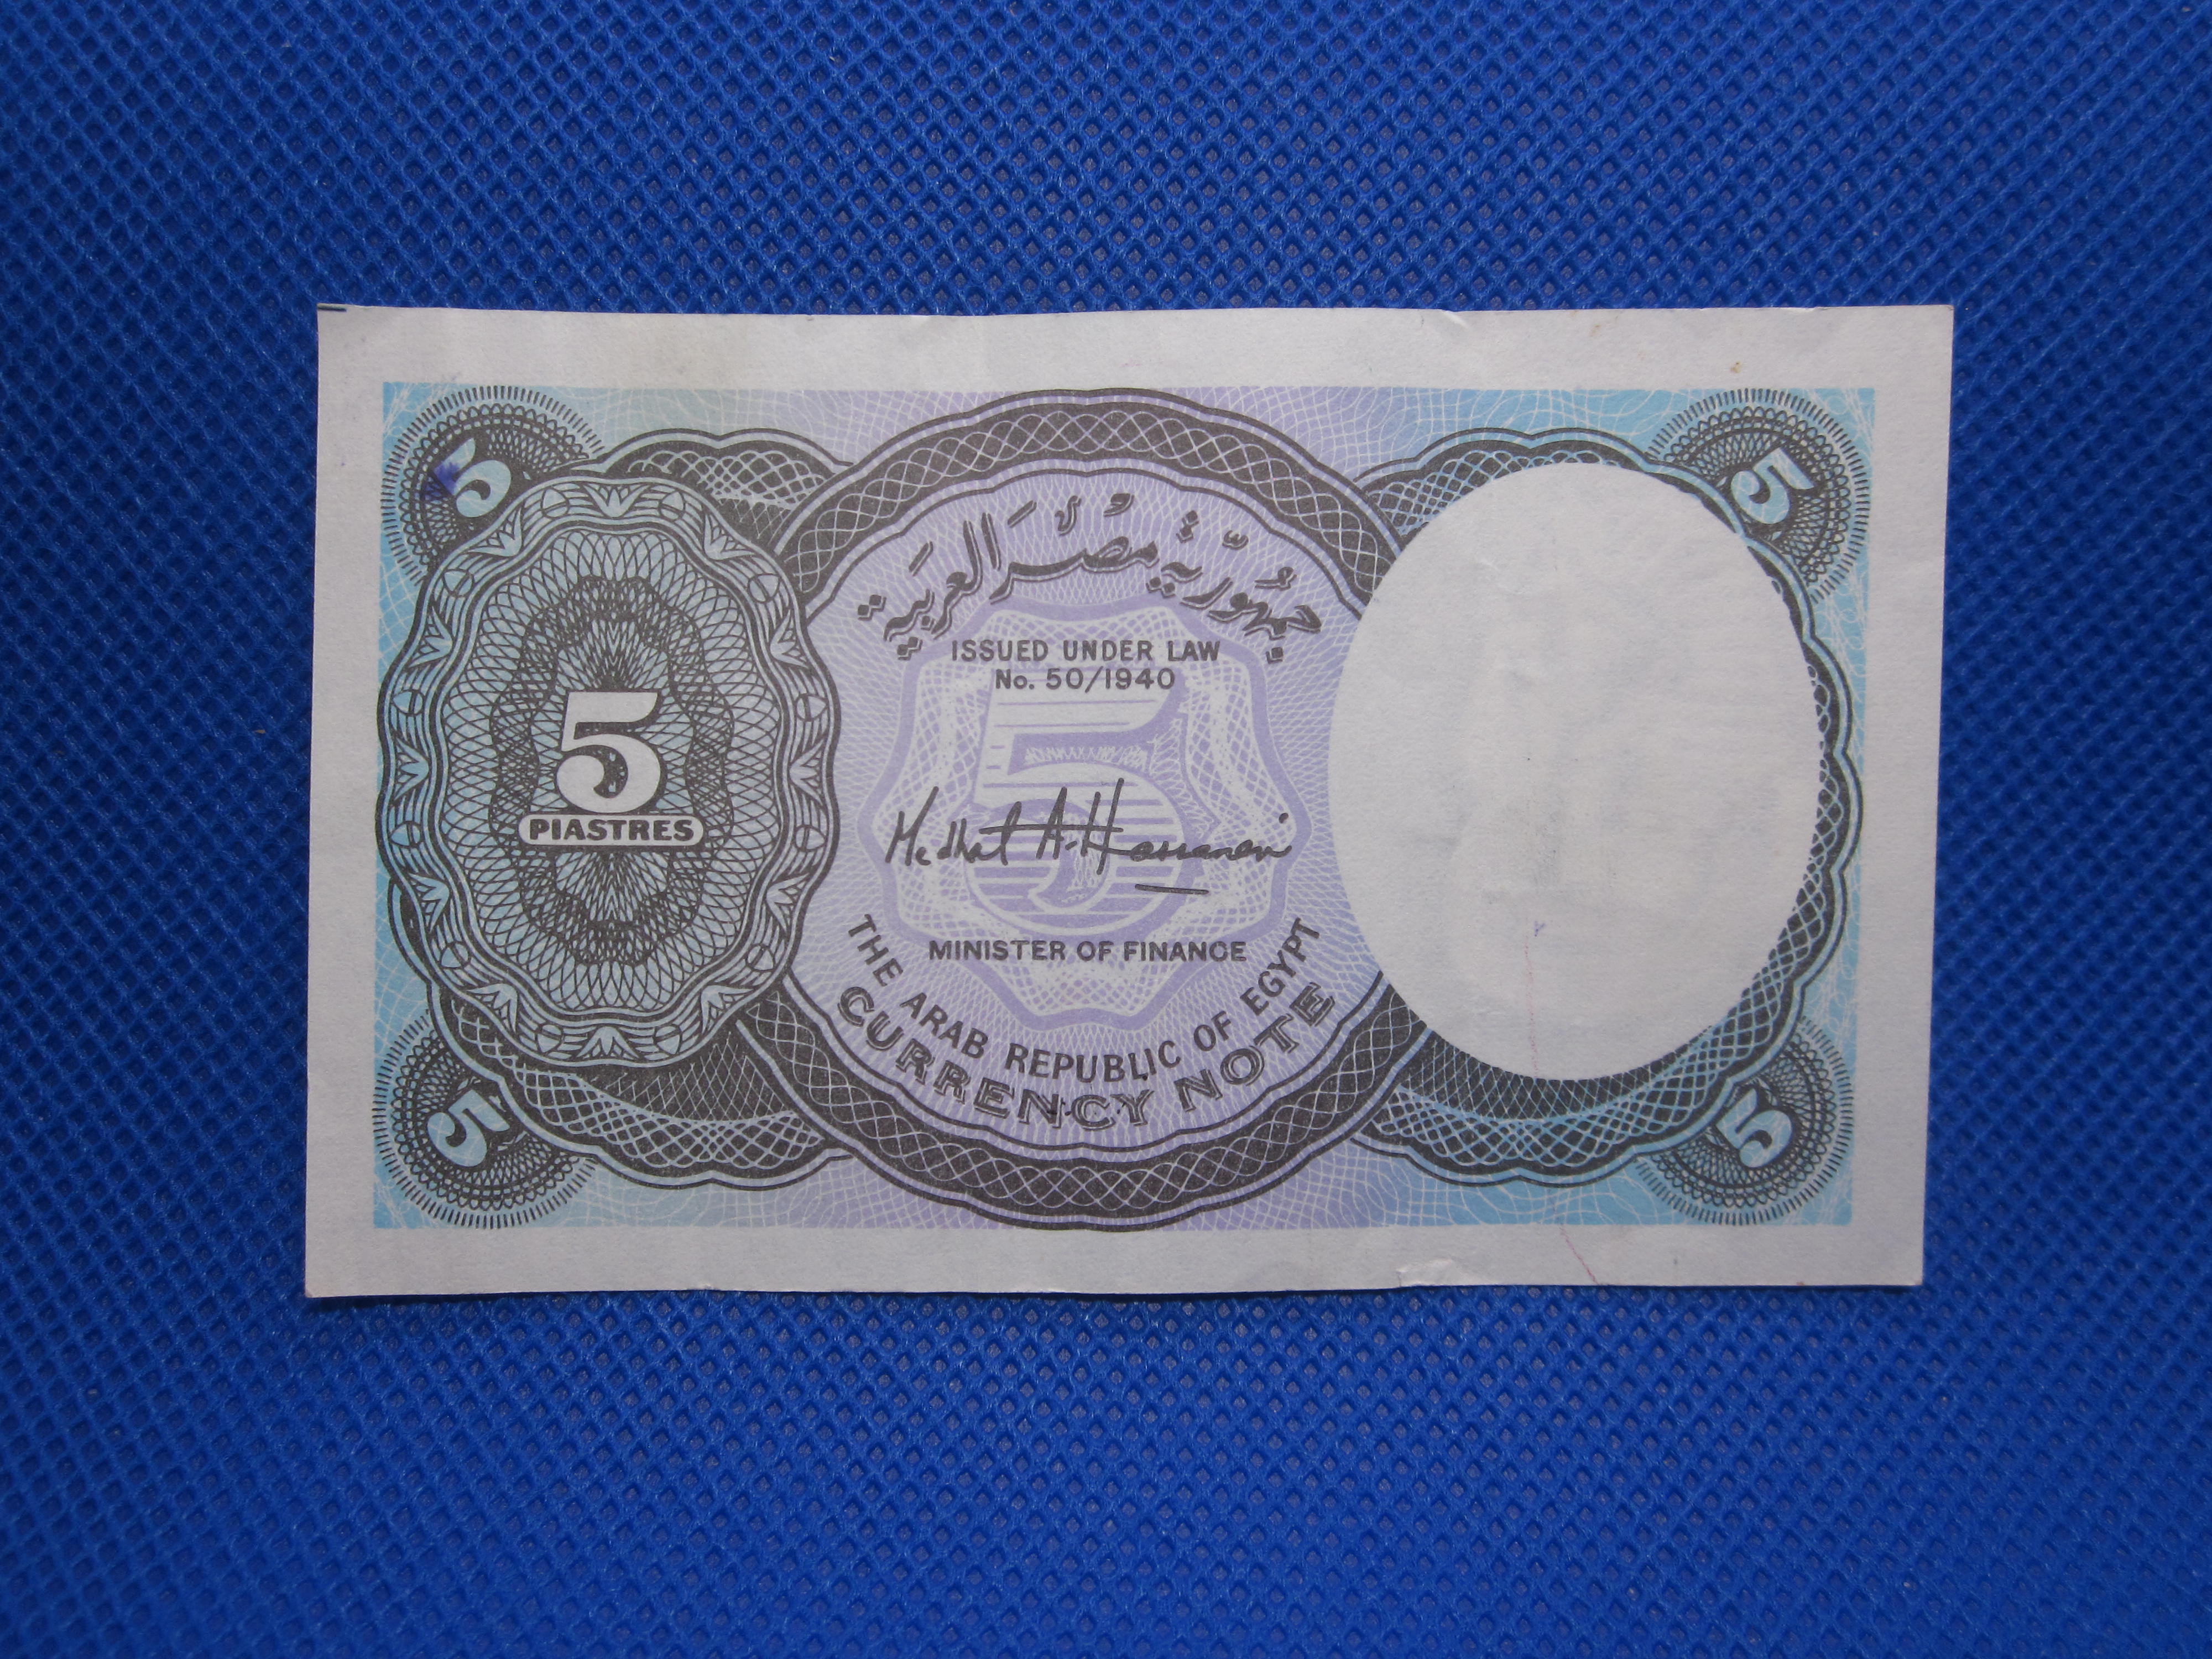 5
5
جمهورية مصر العربية
ISSUED UNDER LAW
No. 50/1940
5
5
PIASTRES
Medhat A. Hassanein
MINISTER OF FINANCE
THE ARAB REPUBLIC OF EGYPT
CURRENCY NOTE
5
5